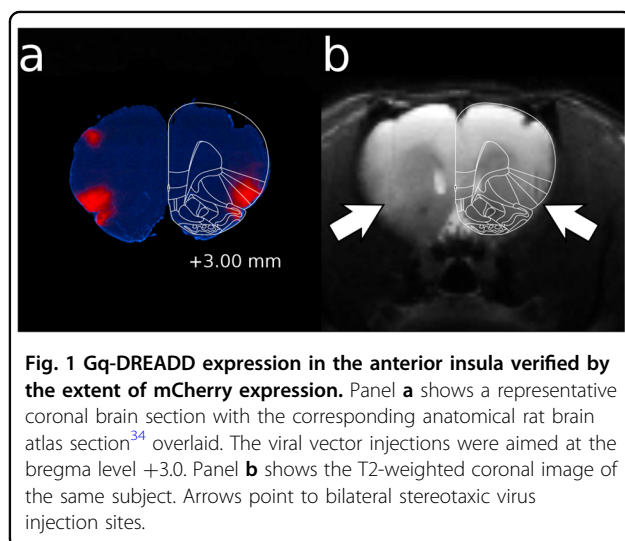 a
b
+3.00 mm
Fig. 1 Gq-DREADD expression in the anterior insula verified by
the extent of mCherry expression. Panel a shows a representative
coronal brain section with the corresponding anatomical rat brain
atlas section34 overlaid. The viral vector injections were aimed at the
bregma level +3.0. Panel b shows the T2-weighted coronal image of
the same subject. Arrows point to bilateral stereotaxic virus
injection sites.